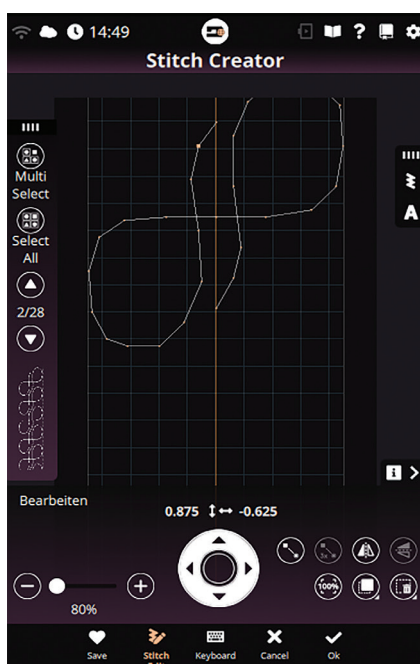 14:49
Stitch Creator
Multi
Select
Select
All
2/28
A
Bearbeiten
0.875 -0.625
100%
80%
Save Stitch Keyboard Cancel Ok